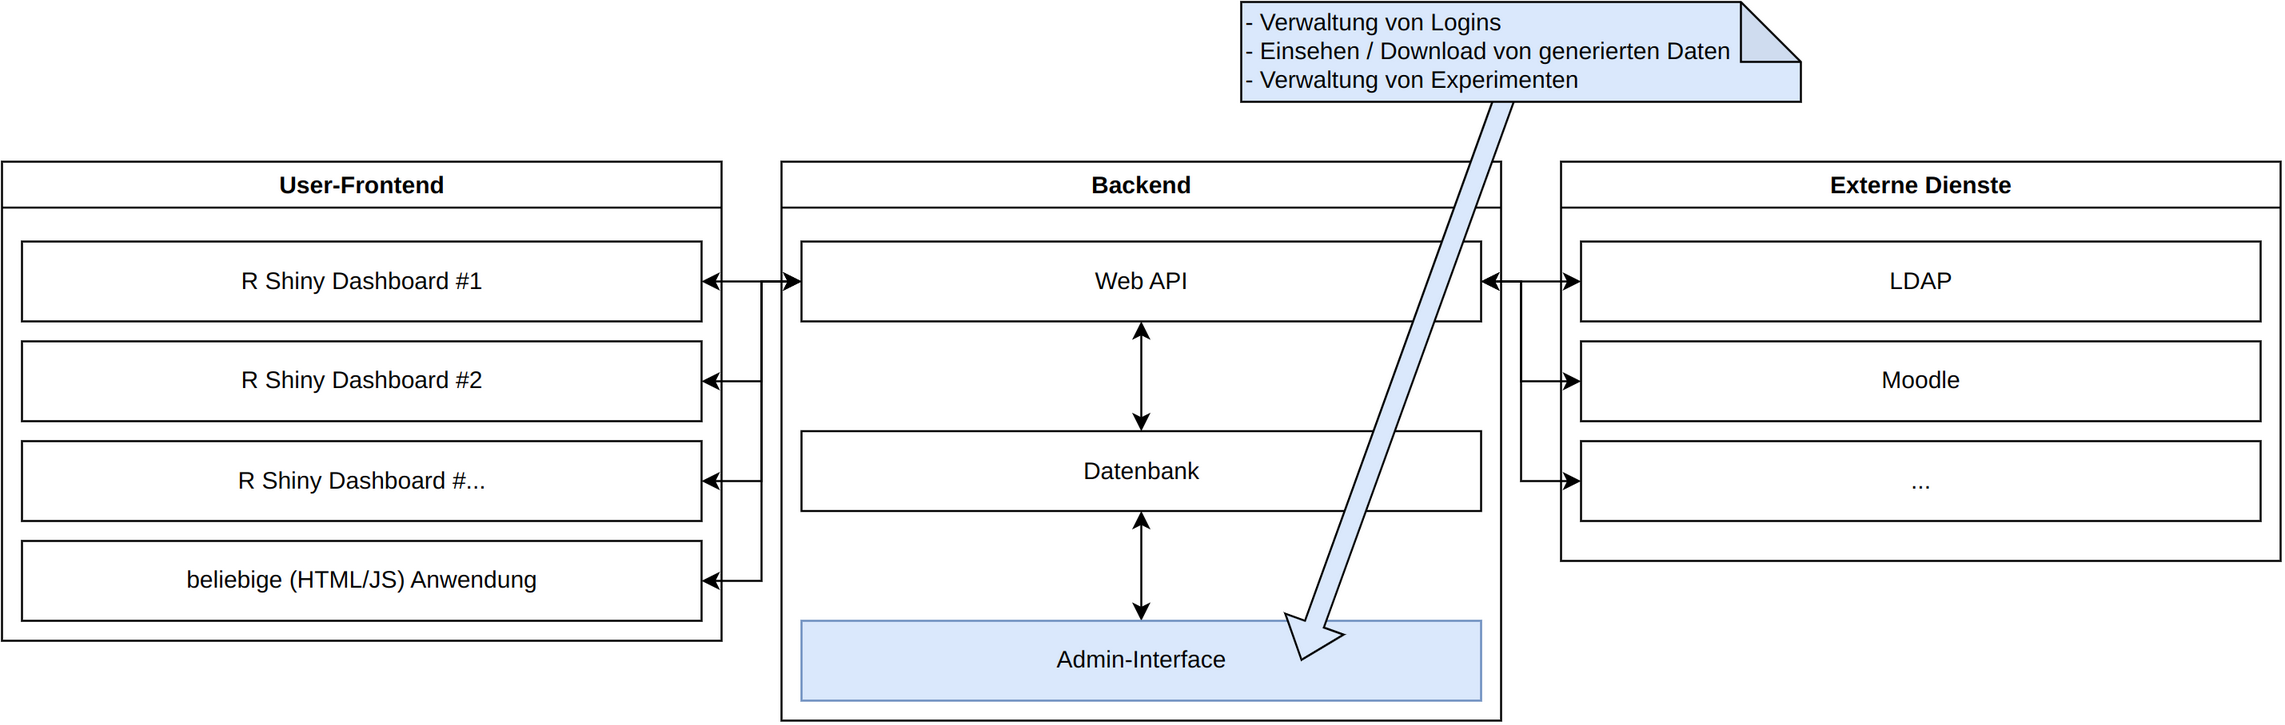 - Verwaltung von Logins
- Einsehen / Download von generierten Daten
- Verwaltung von Experimenten
User-Frontend
R Shiny Dashboard #1
R Shiny Dashboard #2
R Shiny Dashboard #...
beliebige (HTML/JS) Anwendung
Backend
Web API
Datenbank
Admin-Interface
Externe Dienste
LDAP
Moodle
...